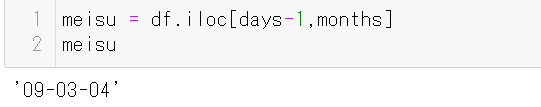 1 meisu = df.iloc[days-1,months]
2 meisu
'09-03-04'